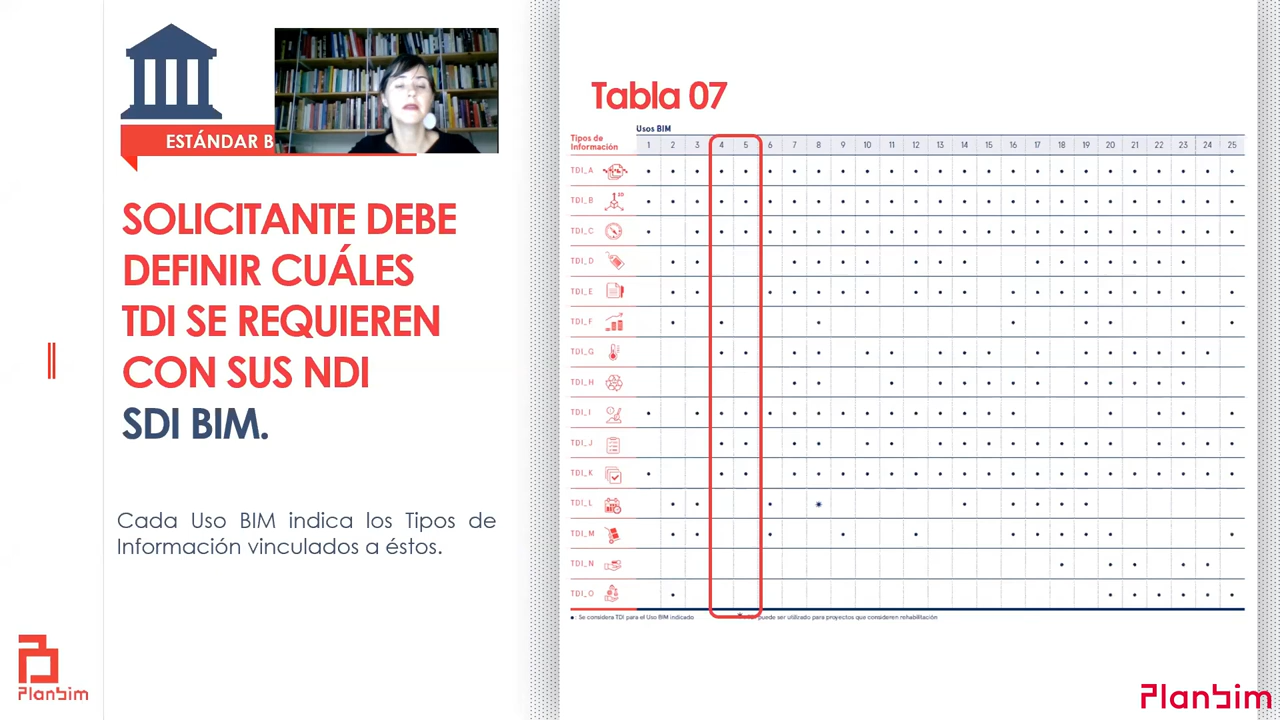 ESTÁNDAR B
SOLICITANTE DEBE
DEFINIR CUÁLES
TDI SE REQUIEREN
CON SUS NDI
SDI BIM.
Cada Uso BIM indica los Tipos de
Información vinculados a éstos.
PlanBim
Tabla 07
Usos BIM
Tipos de
Información
1 2 3 4 5 6 7 8 9 10 11 12 13 14 15 16 17 18 19 20 21 22 23 24 25
TDI_A
TDI_B
1 3D
TDI_C
TDI_D
TDI_E
TDI_F
TDI_G
TDI_H
TDI_I
TDI_J
TDI_K
TDI_L
TDI_M
TDI_N
TDI_O
: Se considera TDI para el Uso BIM indicado
puede ser utilizado para proyectos que consideren rehabilitación
PlanBim